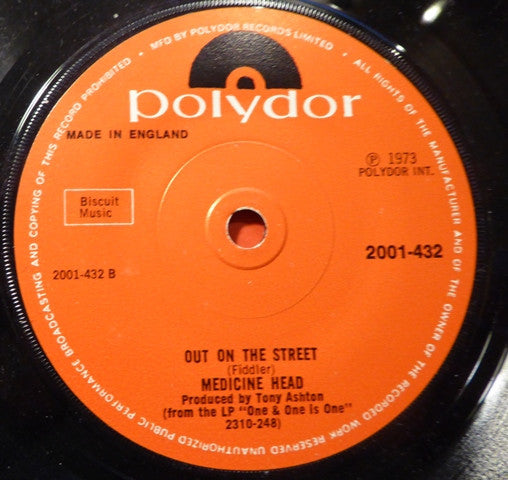 MFD BY POLYDOR RECORDS LIMITED · ALL RIGHTS OF THE MANUFACTURER AND OF THE OWNER OF THE RECORDED WORK RESERVED UNAUTHORIZED PUBLIC PERFORMANCE BROADCASTING AND COPYING OF THIS RECORD PROHIBITED ·
polydor
MADE IN ENGLAND
℗ 1973
POLYDOR INT.
Biscuit
Music
2001-432
2001-432 B
OUT ON THE STREET
(Fiddler)
MEDICINE HEAD
Produced by Tony Ashton
(from the LP "One & One is One"
2310-248)